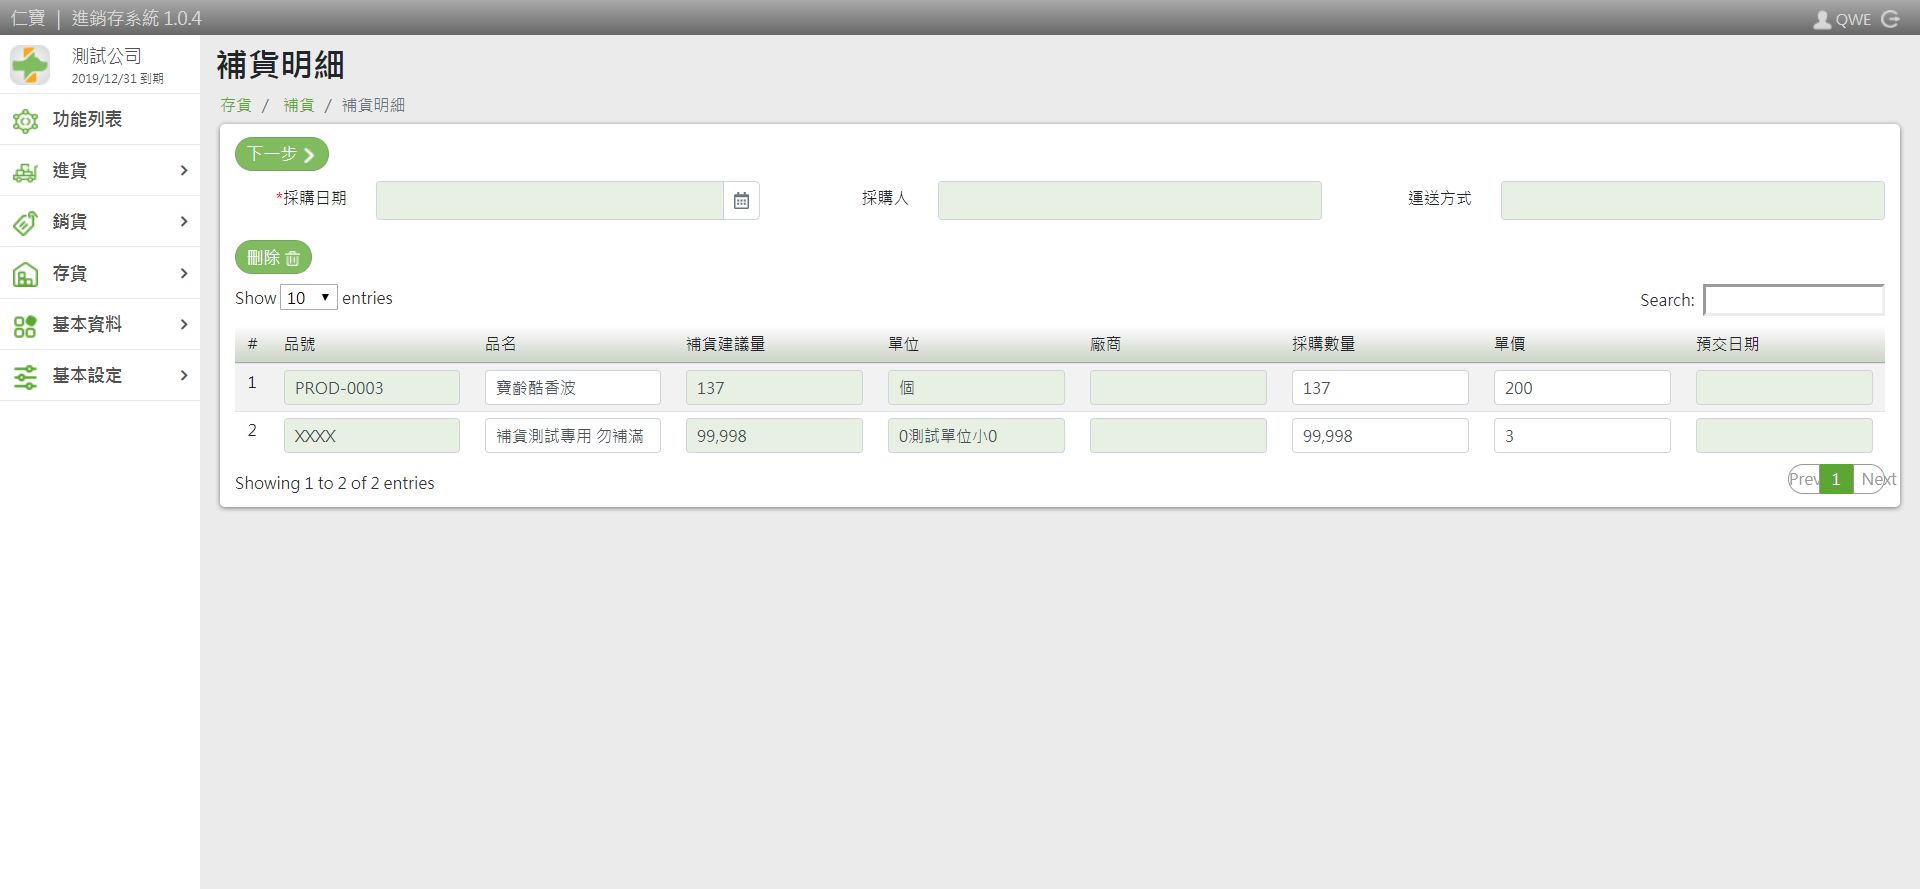 仁寶 | 進銷存系統 1.0.4
QWE
測試公司
2019/12/31 到期
功能列表
進貨
銷貨
存貨
基本資料
基本設定
補貨明細
存貨 / 補貨 / 補貨明細
下一步
*採購日期
採購人
運送方式
刪除
Show 10 entries
Search:
# 品號 品名 補貨建議量 單位 廠商 採購數量 單價 預交日期
1 PROD-0003 寶齡酷香波 137 個 137 200
2 XXXX 補貨測試專用 勿補滿 99,998 0測試單位小0 99,998 3
Showing 1 to 2 of 2 entries
Prev 1 Next